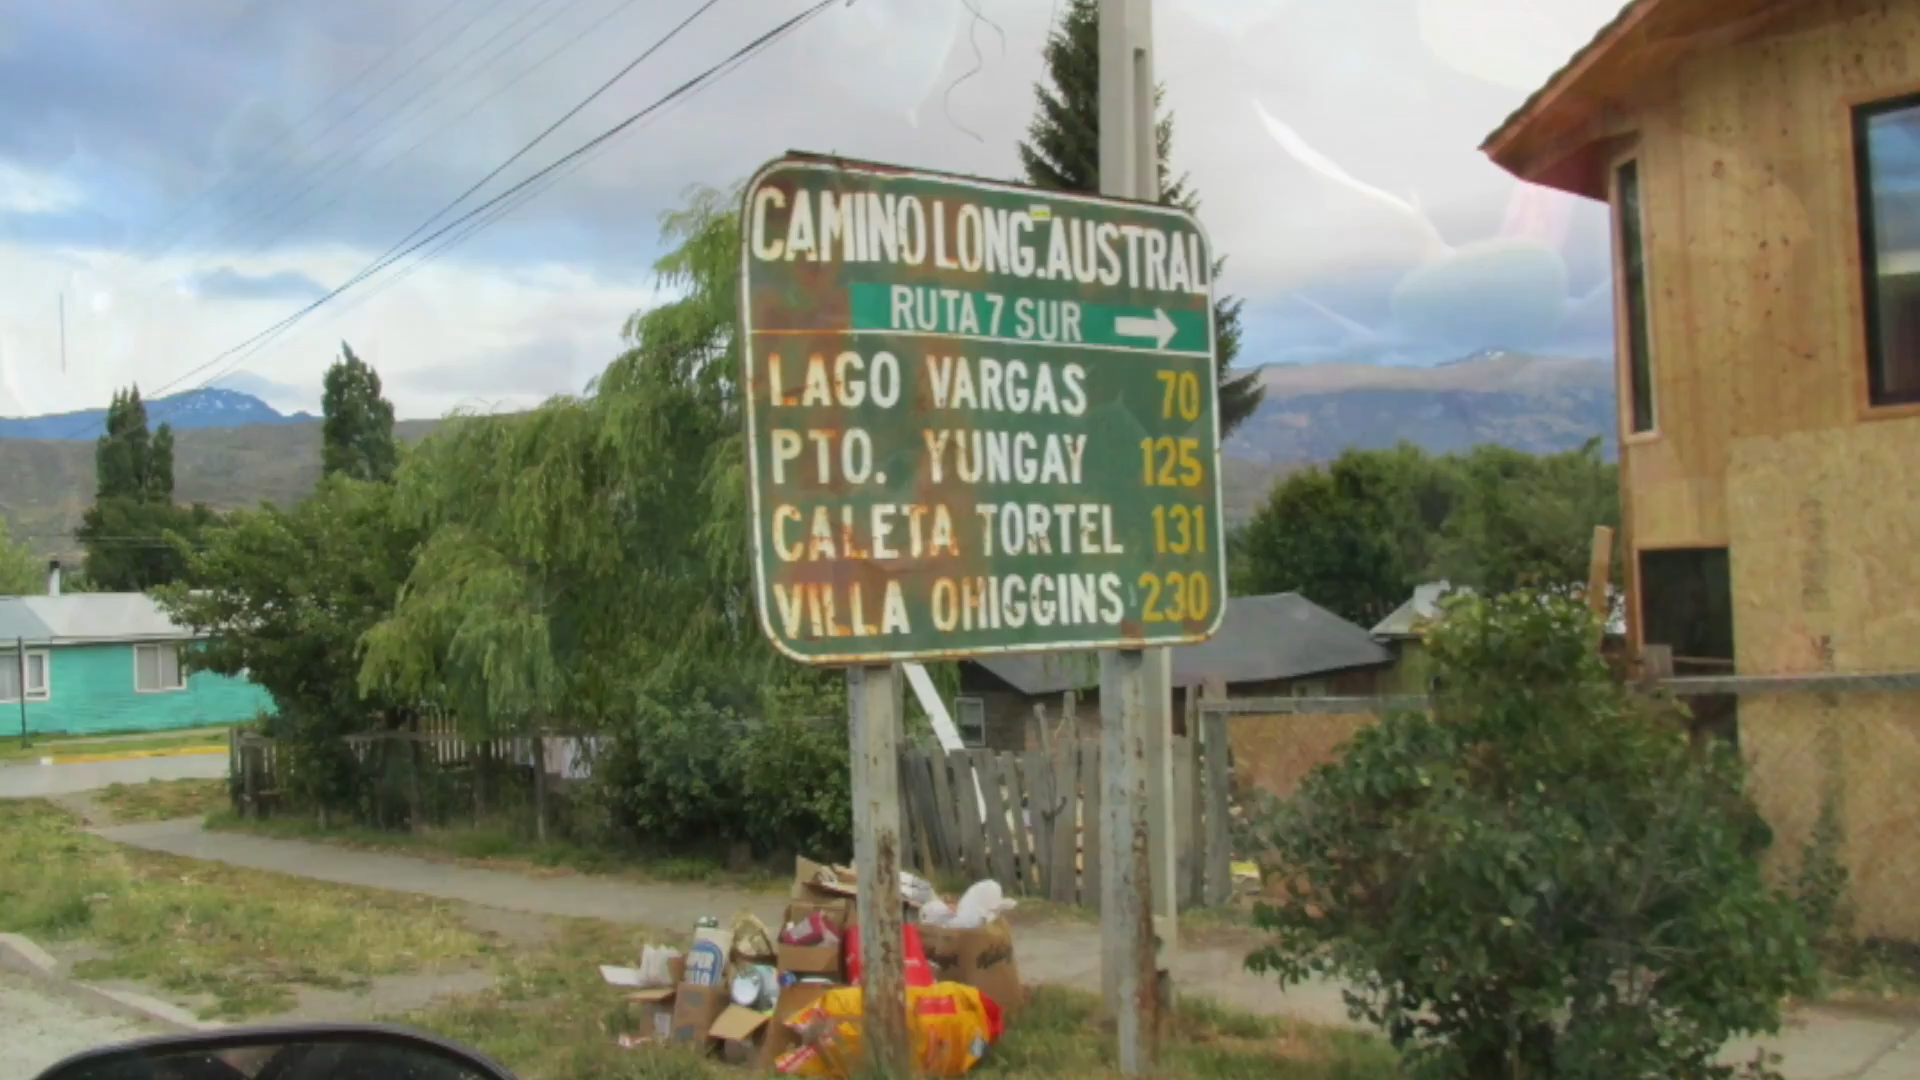 CAMINO LONG. AUSTRAL
RUTA 7 SUR
LAGO VARGAS 70
PTO. YUNGAY 125
CALETA TORTEL 131
VILLA OHIGGINS 230